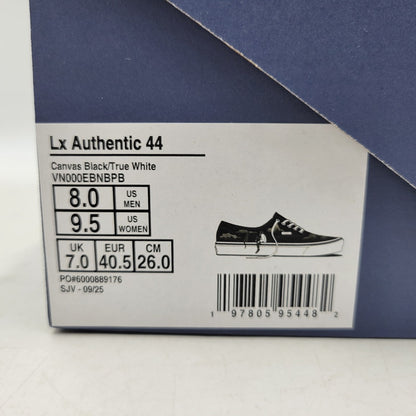 Lx Authentic 44
Canvas Black/True White
VN000EBNBPB
8.0 US MEN
9.5 US WOMEN
UK EUR CM
7.0 40.5 26.0
PO#6000889176
SJV - 09/25
1 97805 95448 2